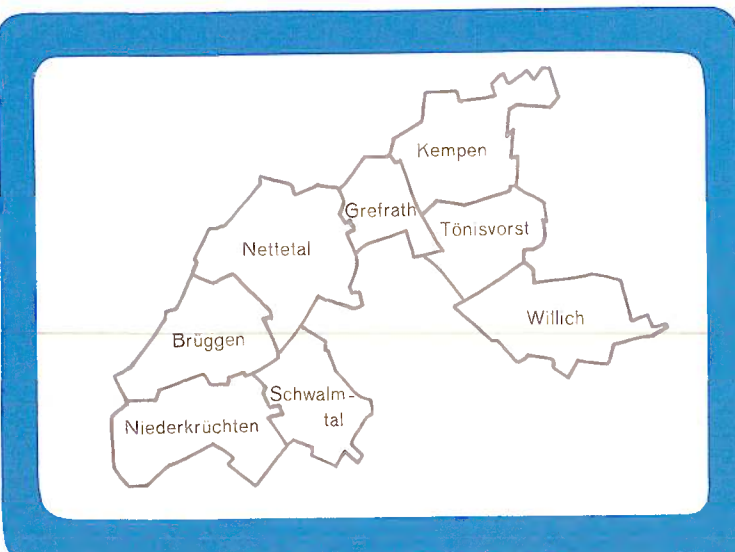 Kempen
Grefrath
Tönisvorst
Nettetal
Willich
Brüggen
Schwalm-
tal
Niederkrüchten